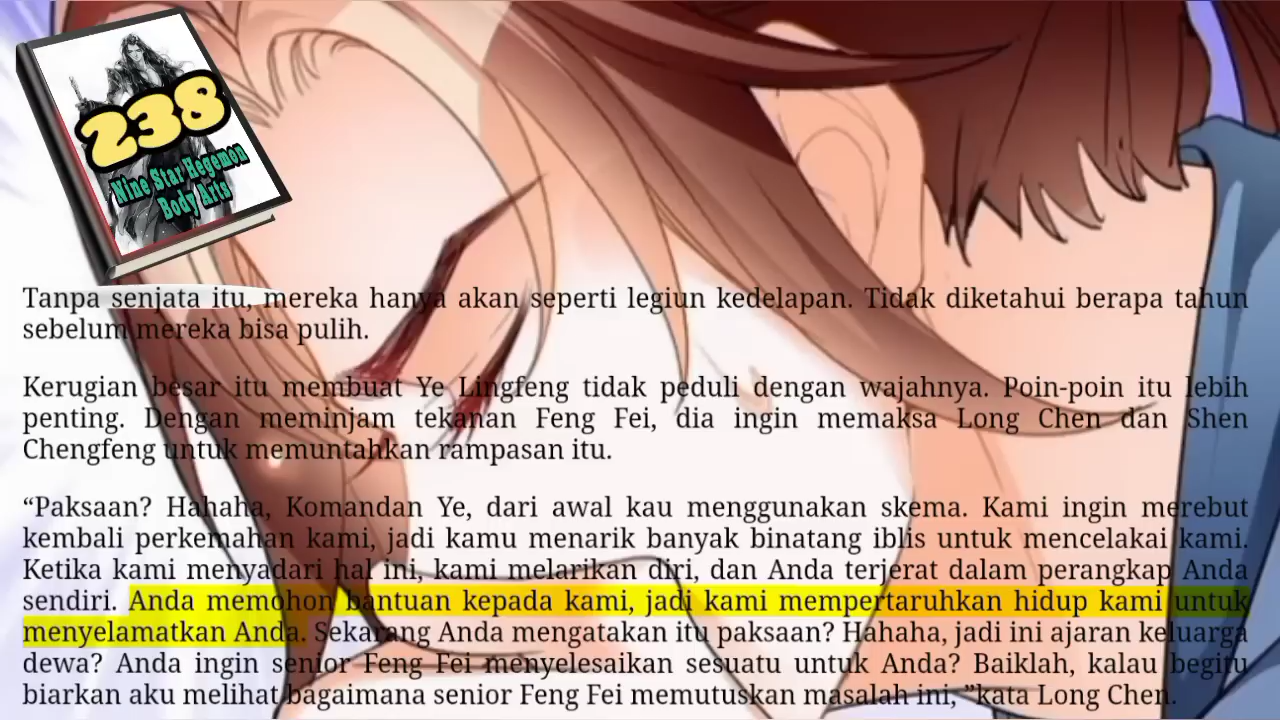 238
Nine Star Hegemon
Body Arts
Tanpa senjata itu, mereka hanya akan seperti legiun kedelapan. Tidak diketahui berapa tahun
sebelum mereka bisa pulih.
Kerugian besar itu membuat Ye Lingfeng tidak peduli dengan wajahnya. Poin-poin itu lebih
penting. Dengan meminjam tekanan Feng Fei, dia ingin memaksa Long Chen dan Shen
Chengfeng untuk memuntahkan rampasan itu.
“Paksaan? Hahaha, Komandan Ye, dari awal kau menggunakan skema. Kami ingin merebut
kembali perkemahan kami, jadi kamu menarik banyak binatang iblis untuk mencelakai kami.
Ketika kami menyadari hal ini, kami melarikan diri, dan Anda terjerat dalam perangkap Anda
sendiri. Anda memohon bantuan kepada kami, jadi kami mempertaruhkan hidup kami untuk
menyelamatkan Anda. Sekarang Anda mengatakan itu paksaan? Hahaha, jadi ini ajaran keluarga
dewa? Anda ingin senior Feng Fei menyelesaikan sesuatu untuk Anda? Baiklah, kalau begitu
biarkan aku melihat bagaimana senior Feng Fei memutuskan masalah ini, ”kata Long Chen.